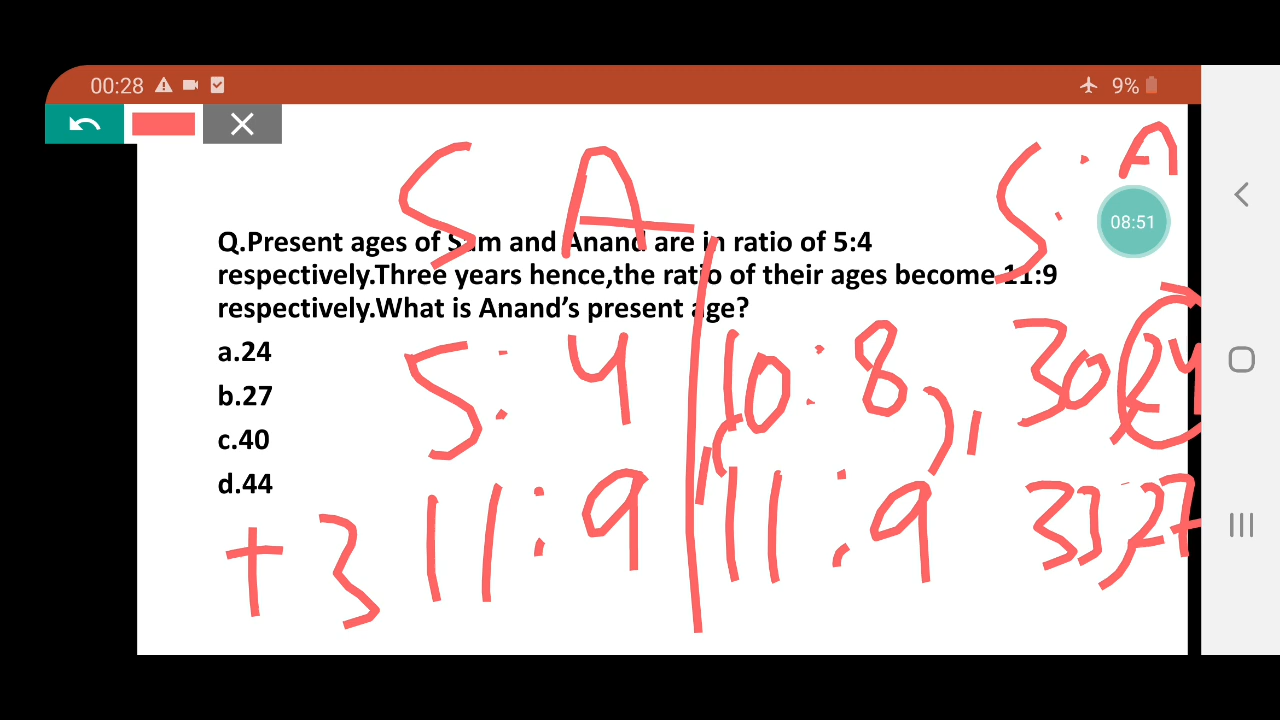 00:28
9%
S A
S : A
08:51
Q.Present ages of Sam and Anand are in ratio of 5:4
respectively.Three years hence,the ratio of their ages become 11:9
respectively.What is Anand’s present age?
a.24
b.27
c.40
d.44
5 : 4
10 : 8
30, 24
+3
11 : 9
11 : 9
33, 27